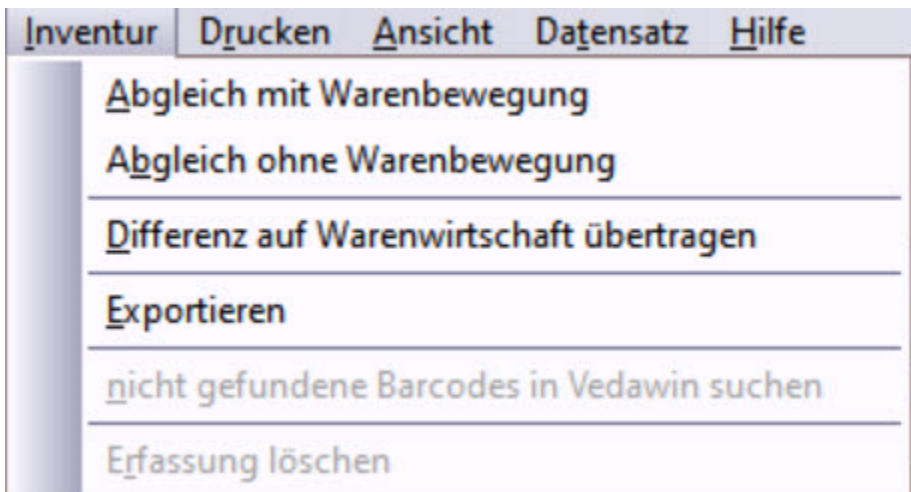 Inventur Drucken Ansicht Datensatz Hilfe
Abgleich mit Warenbewegung
Abgleich ohne Warenbewegung
Differenz auf Warenwirtschaft übertragen
Exportieren
nicht gefundene Barcodes in Vedawin suchen
Erfassung löschen